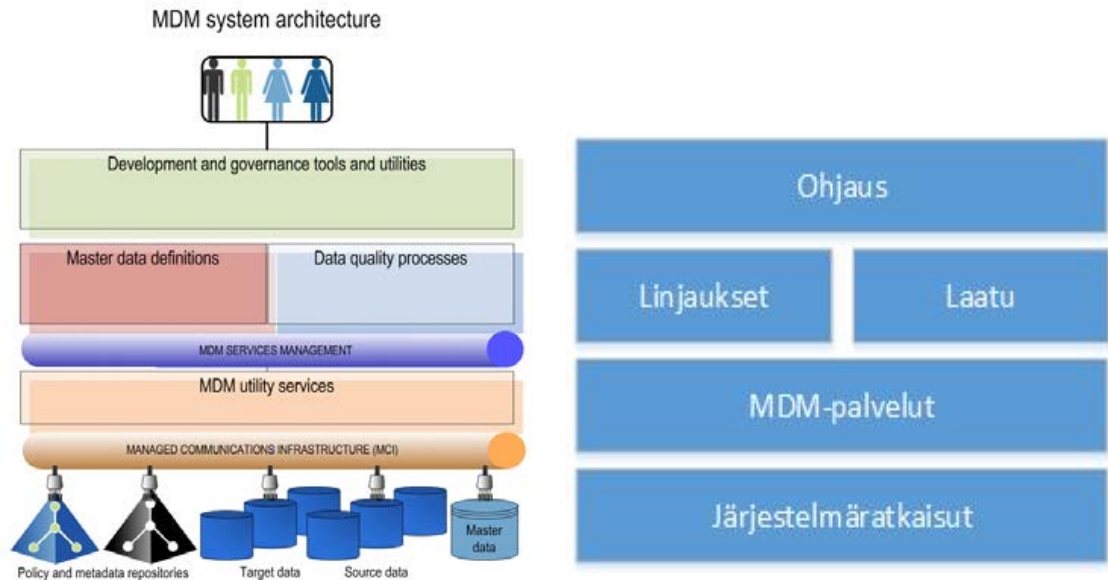 MDM system architecture
Development and governance tools and utilities
Master data definitions
Data quality processes
MDM SERVICES MANAGEMENT
MDM utility services
MANAGED COMMUNICATIONS INFRASTRUCTURE (MCI)
Master
data
Policy and metadata repositories
Target data
Source data
Ohjaus
Linjaukset
Laatu
MDM-palvelut
Järjestelmäratkaisut